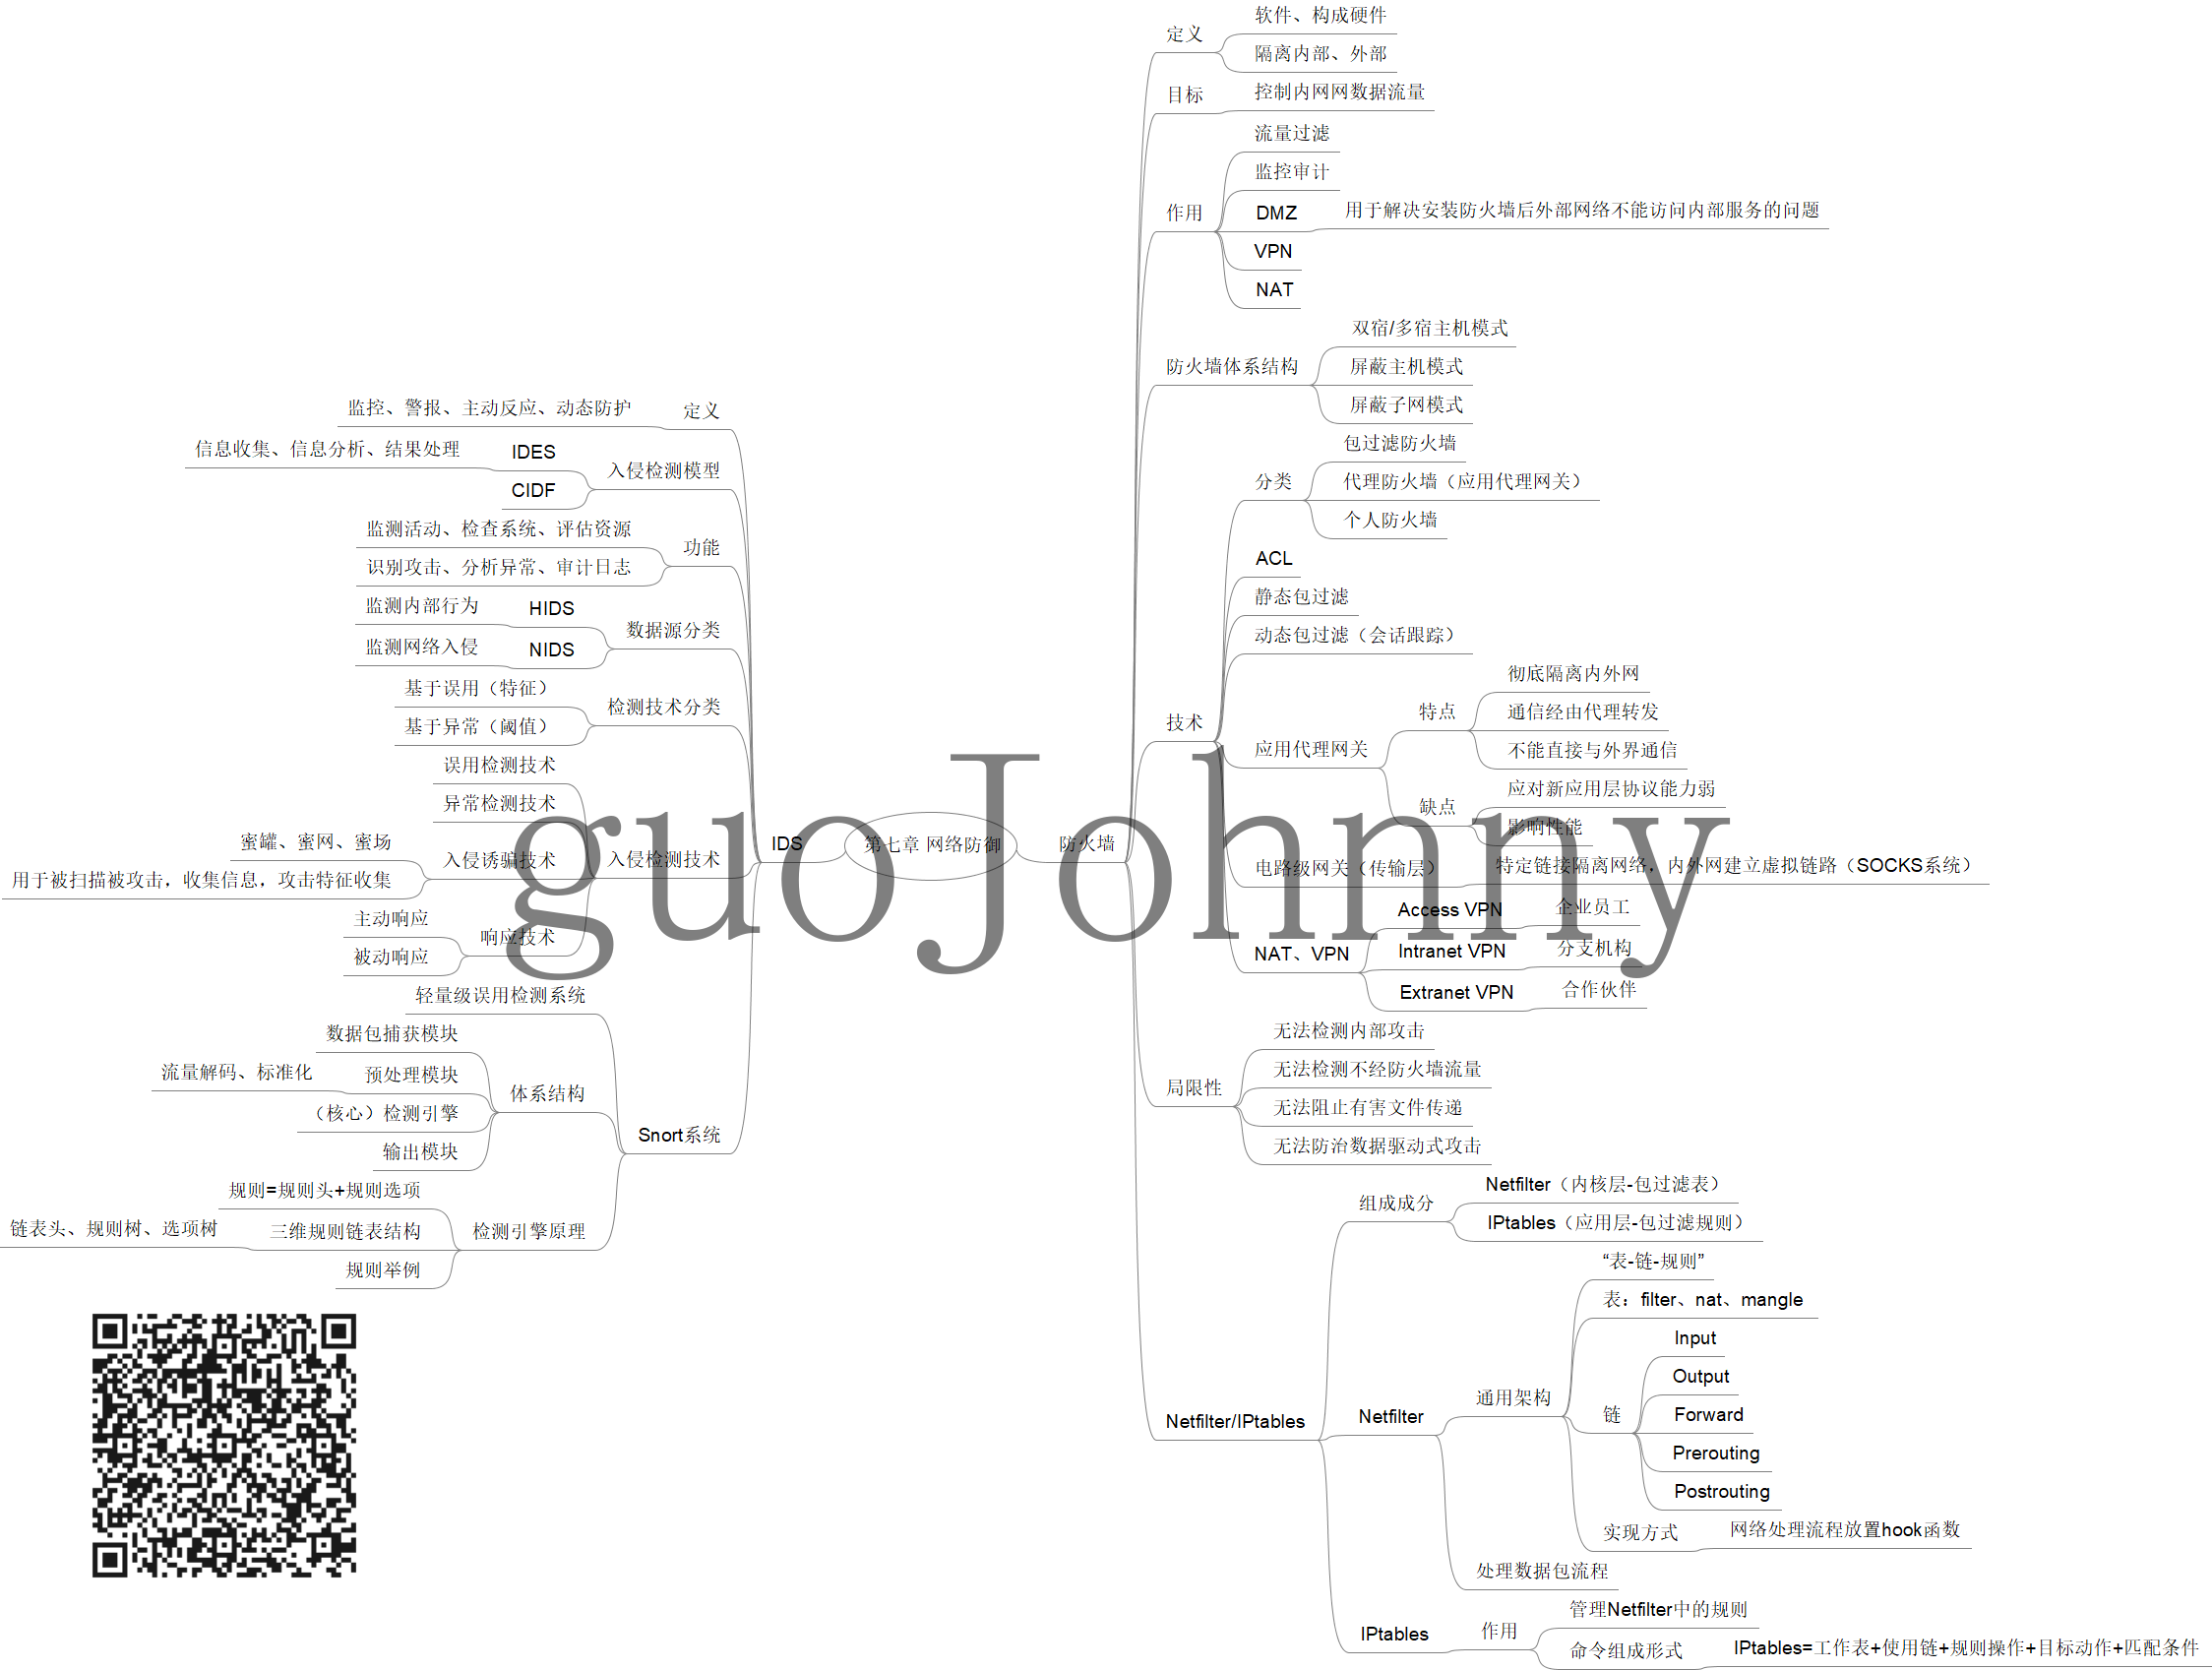 第七章 网络防御
guoJohnny
防火墙
定义
软件、构成硬件
隔离内部、外部
目标
控制内网网数据流量
作用
流量过滤
监控审计
DMZ
用于解决安装防火墙后外部网络不能访问内部服务的问题
VPN
NAT
防火墙体系结构
双宿/多宿主机模式
屏蔽主机模式
屏蔽子网模式
技术
分类
包过滤防火墙
代理防火墙（应用代理网关）
个人防火墙
ACL
静态包过滤
动态包过滤（会话跟踪）
应用代理网关
特点
彻底隔离内外网
通信经由代理转发
不能直接与外界通信
缺点
应对新应用层协议能力弱
影响性能
电路级网关（传输层）
特定链接隔离网络，内外网建立虚拟链路（SOCKS系统）
NAT、VPN
Access VPN
企业员工
Intranet VPN
分支机构
Extranet VPN
合作伙伴
局限性
无法检测内部攻击
无法检测不经防火墙流量
无法阻止有害文件传递
无法防治数据驱动式攻击
Netfilter/IPtables
组成成分
Netfilter（内核层-包过滤表）
IPtables（应用层-包过滤规则）
Netfilter
通用架构
“表-链-规则”
表：filter、nat、mangle
链
Input
Output
Forward
Prerouting
Postrouting
实现方式
网络处理流程放置hook函数
处理数据包流程
IPtables
作用
管理Netfilter中的规则
命令组成形式
IPtables=工作表+使用链+规则操作+目标动作+匹配条件
IDS
定义
监控、警报、主动反应、动态防护
入侵检测模型
IDES
信息收集、信息分析、结果处理
CIDF
功能
监测活动、检查系统、评估资源
识别攻击、分析异常、审计日志
数据源分类
HIDS
监测内部行为
NIDS
监测网络入侵
检测技术分类
基于误用（特征）
基于异常（阈值）
入侵检测技术
误用检测技术
异常检测技术
入侵诱骗技术
蜜罐、蜜网、蜜场
用于被扫描被攻击，收集信息，攻击特征收集
响应技术
主动响应
被动响应
Snort系统
轻量级误用检测系统
体系结构
数据包捕获模块
预处理模块
流量解码、标准化
（核心）检测引擎
输出模块
检测引擎原理
规则=规则头+规则选项
三维规则链表结构
链表头、规则树、选项树
规则举例